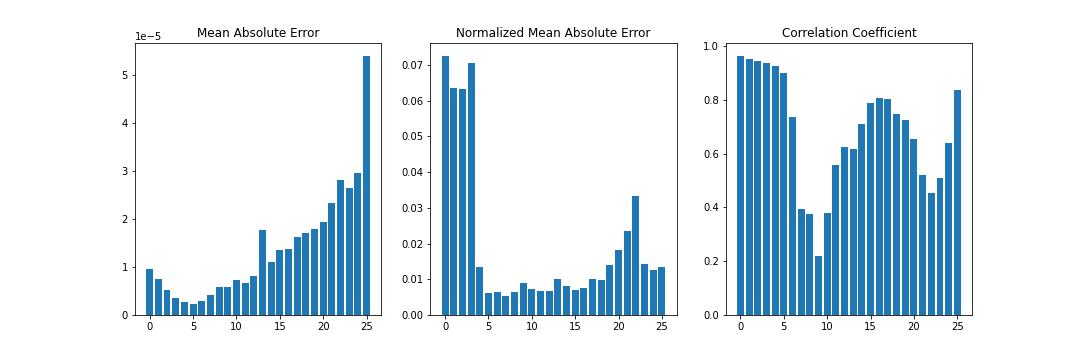 Mean Absolute Error
1e−5
5
4
3
2
1
0
0 5 10 15 20 25
Normalized Mean Absolute Error
0.07
0.06
0.05
0.04
0.03
0.02
0.01
0.00
0 5 10 15 20 25
Correlation Coefficient
1.0
0.8
0.6
0.4
0.2
0.0
0 5 10 15 20 25